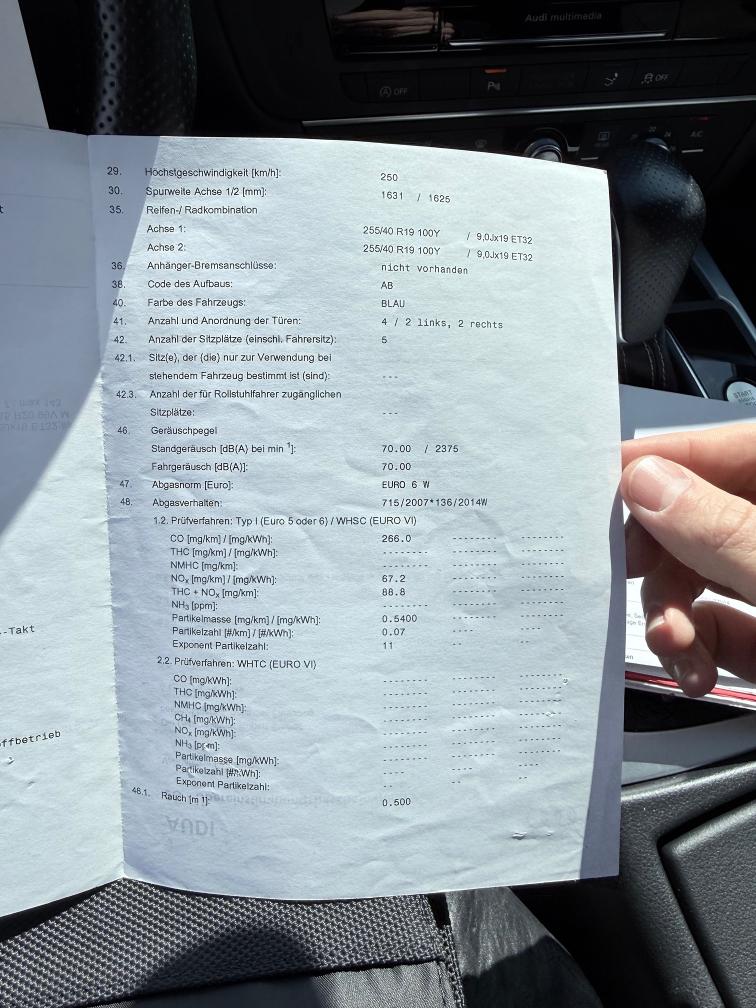 Audi multimedia
OFF
OFF
A/C
START
29. Höchstgeschwindigkeit [km/h]: 250
30. Spurweite Achse 1/2 [mm]: 1631 / 1625
35. Reifen-/ Radkombination
Achse 1: 255/40 R19 100Y / 9,0Jx19 ET32
Achse 2: 255/40 R19 100Y / 9,0Jx19 ET32
36. Anhänger-Bremsanschlüsse: nicht vorhanden
38. Code des Aufbaus: AB
40. Farbe des Fahrzeugs: BLAU
41. Anzahl und Anordnung der Türen: 4 / 2 links, 2 rechts
42. Anzahl der Sitzplätze (einschl. Fahrersitz): 5
42.1. Sitz(e), der (die) nur zur Verwendung bei
stehendem Fahrzeug bestimmt ist (sind): ---
42.3. Anzahl der für Rollstuhlfahrer zugänglichen
Sitzplätze: ---
46. Geräuschpegel
Standgeräusch [dB(A) bei min ¹]: 70.00 / 2375
Fahrgeräusch [dB(A)]: 70.00
47. Abgasnorm [Euro]: EURO 6 W
48. Abgasverhalten: 715/2007*136/2014W
1.2. Prüfverfahren: Typ I (Euro 5 oder 6) / WHSC (EURO VI)
CO [mg/km] / [mg/kWh]: 266.0 -------- --------
THC [mg/km] / [mg/kWh]: -------- -------- --------
NMHC [mg/km]: -------- -------- --------
NOₓ [mg/km] / [mg/kWh]: 67.2 -------- --------
THC + NOₓ [mg/km]: 88.8 -------- --------
NH₃ [ppm]: -------- -------- --------
Partikelmasse [mg/km] / [mg/kWh]: 0.5400 -------- --------
Partikelzahl [#/km] / [#/kWh]: 0.07 ---- ----
Exponent Partikelzahl: 11 -- --
2.2. Prüfverfahren: WHTC (EURO VI)
CO [mg/kWh]: -------- -------- --------
THC [mg/kWh]: -------- -------- --------
NMHC [mg/kWh]: -------- -------- --------
CH₄ [mg/kWh]: -------- -------- --------
NOₓ [mg/kWh]: -------- -------- --------
NH₃ [ppm]: -------- -------- --------
Partikelmasse [mg/kWh]: -------- -------- --------
Partikelzahl [#/kWh]: ---- ---- ----
Exponent Partikelzahl: -- -- --
48.1. Rauch [m 1]: 0.500
-Takt
ffbetrieb